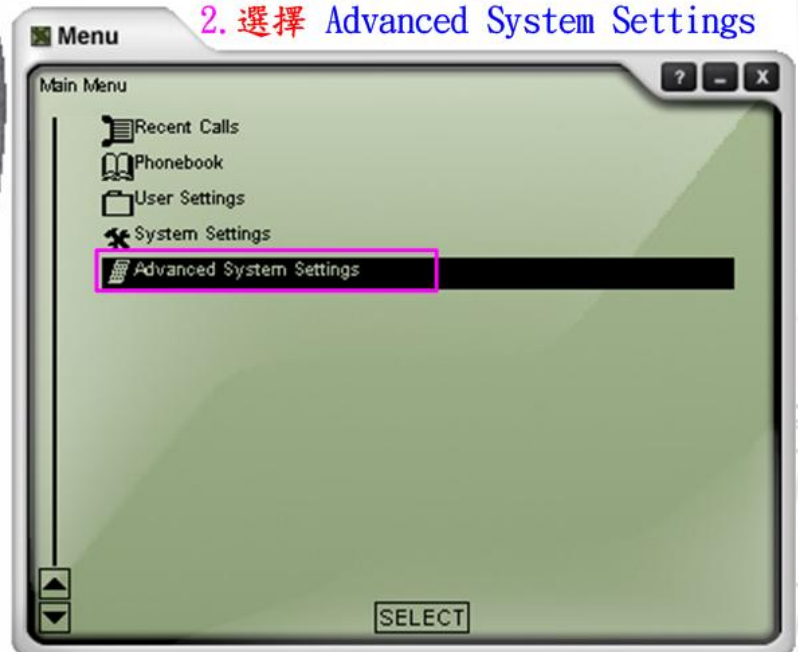 2.選擇 Advanced System Settings
Menu
? - X
Main Menu
Recent Calls
Phonebook
User Settings
System Settings
Advanced System Settings
SELECT